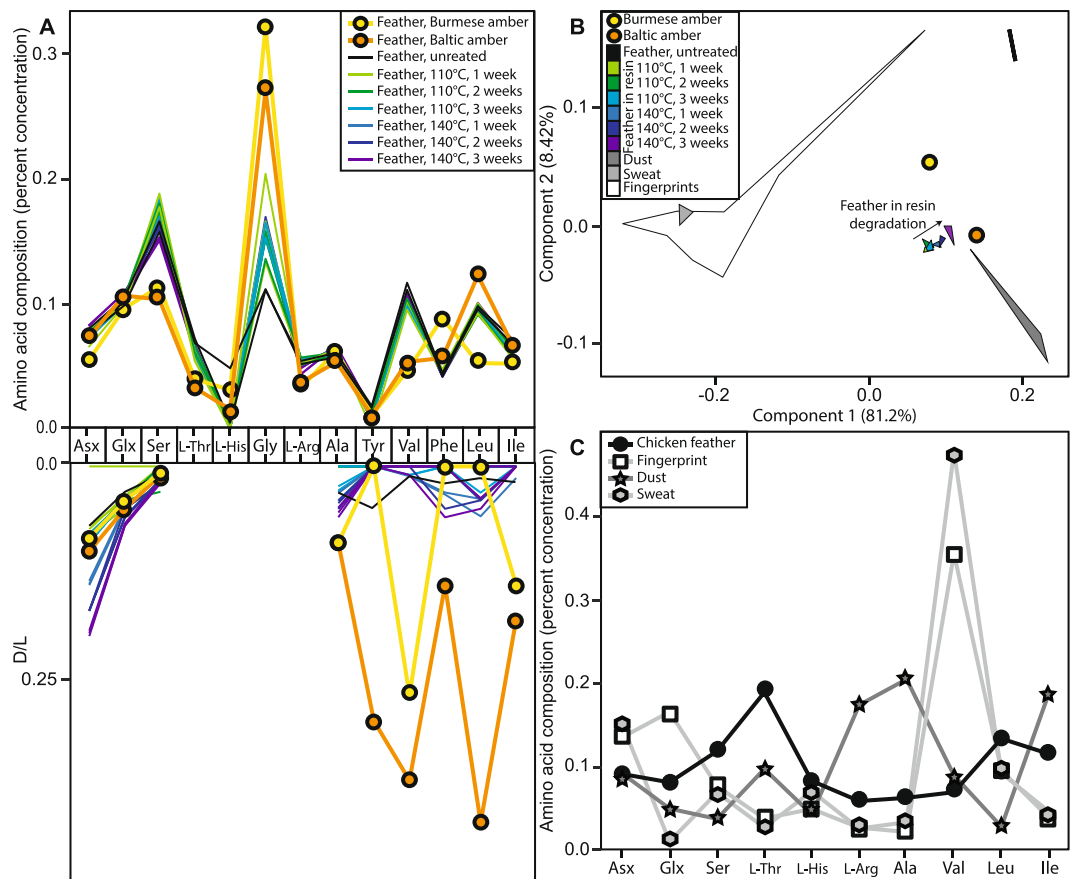 A
Feather, Burmese amber
Feather, Baltic amber
Feather, untreated
Feather, 110°C, 1 week
Feather, 110°C, 2 weeks
Feather, 110°C, 3 weeks
Feather, 140°C, 1 week
Feather, 140°C, 2 weeks
Feather, 140°C, 3 weeks
Amino acid composition (percent concentration)
0.3
0.2
0.1
0.0
Asx Glx Ser L-Thr L-His Gly L-Arg Ala Tyr Val Phe Leu Ile
0.0
0.25
D/L
B
Burmese amber
Baltic amber
Feather, untreated
110°C, 1 week
110°C, 2 weeks
110°C, 3 weeks
140°C, 1 week
140°C, 2 weeks
140°C, 3 weeks
Feather in resin
Dust
Sweat
Fingerprints
Component 2 (8.42%)
0.1
0.0
-0.1
Feather in resin
degradation
-0.2 0.0 0.2
Component 1 (81.2%)
C
Chicken feather
Fingerprint
Dust
Sweat
Amino acid composition (percent concentration)
0.4
0.3
0.2
0.1
0.0
Asx Glx Ser L-Thr L-His L-Arg Ala Val Leu Ile